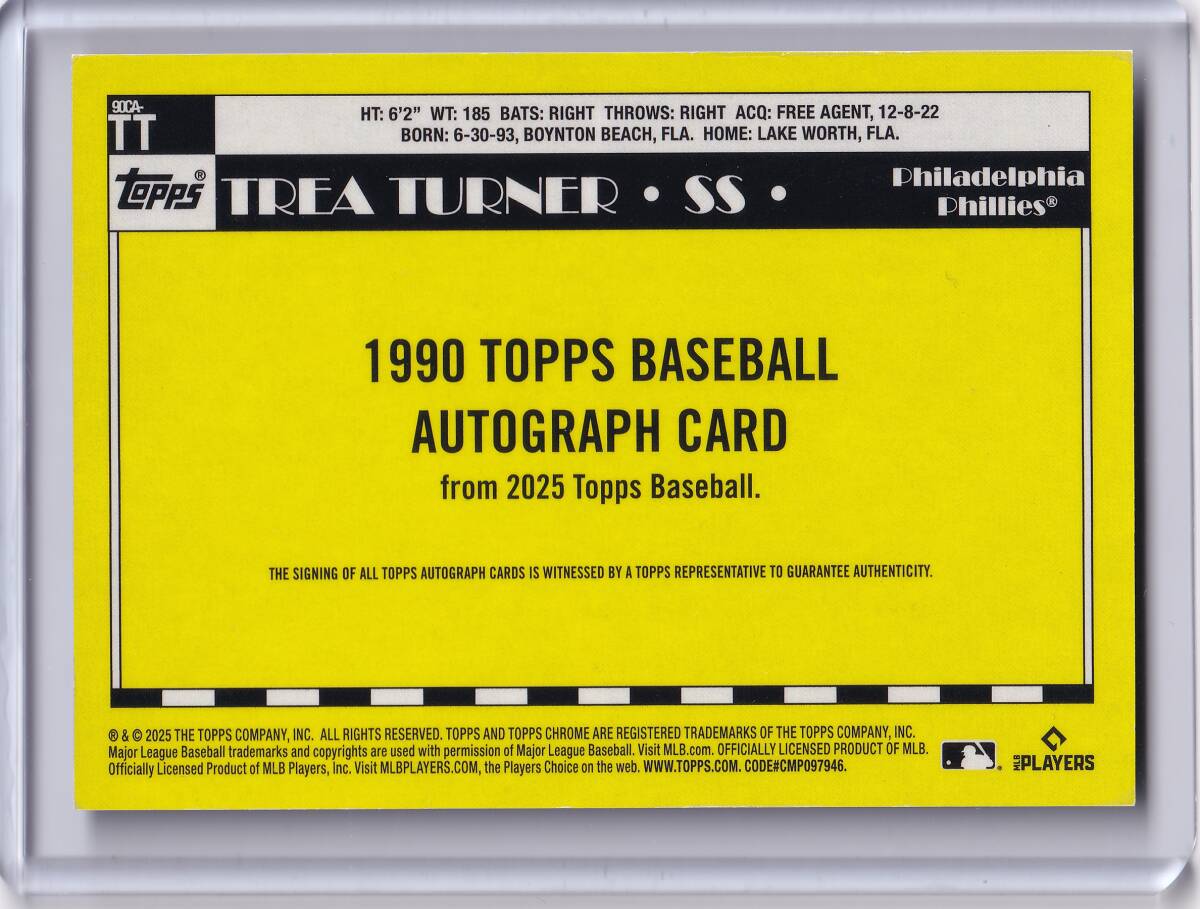 90CA-
TT
HT: 6'2" WT: 185 BATS: RIGHT THROWS: RIGHT ACQ: FREE AGENT, 12-8-22
BORN: 6-30-93, BOYNTON BEACH, FLA. HOME: LAKE WORTH, FLA.
Topps®
TREA TURNER • SS •
Philadelphia
Phillies®
1990 TOPPS BASEBALL
AUTOGRAPH CARD
from 2025 Topps Baseball.
THE SIGNING OF ALL TOPPS AUTOGRAPH CARDS IS WITNESSED BY A TOPPS REPRESENTATIVE TO GUARANTEE AUTHENTICITY.
® & © 2025 THE TOPPS COMPANY, INC. ALL RIGHTS RESERVED. TOPPS AND TOPPS CHROME ARE REGISTERED TRADEMARKS OF THE TOPPS COMPANY, INC.
Major League Baseball trademarks and copyrights are used with permission of Major League Baseball. Visit MLB.com. OFFICIALLY LICENSED PRODUCT OF MLB.
Officially Licensed Product of MLB Players, Inc. Visit MLBPLAYERS.COM, the Players Choice on the web. WWW.TOPPS.COM. CODE#CMP097946.
MLB PLAYERS